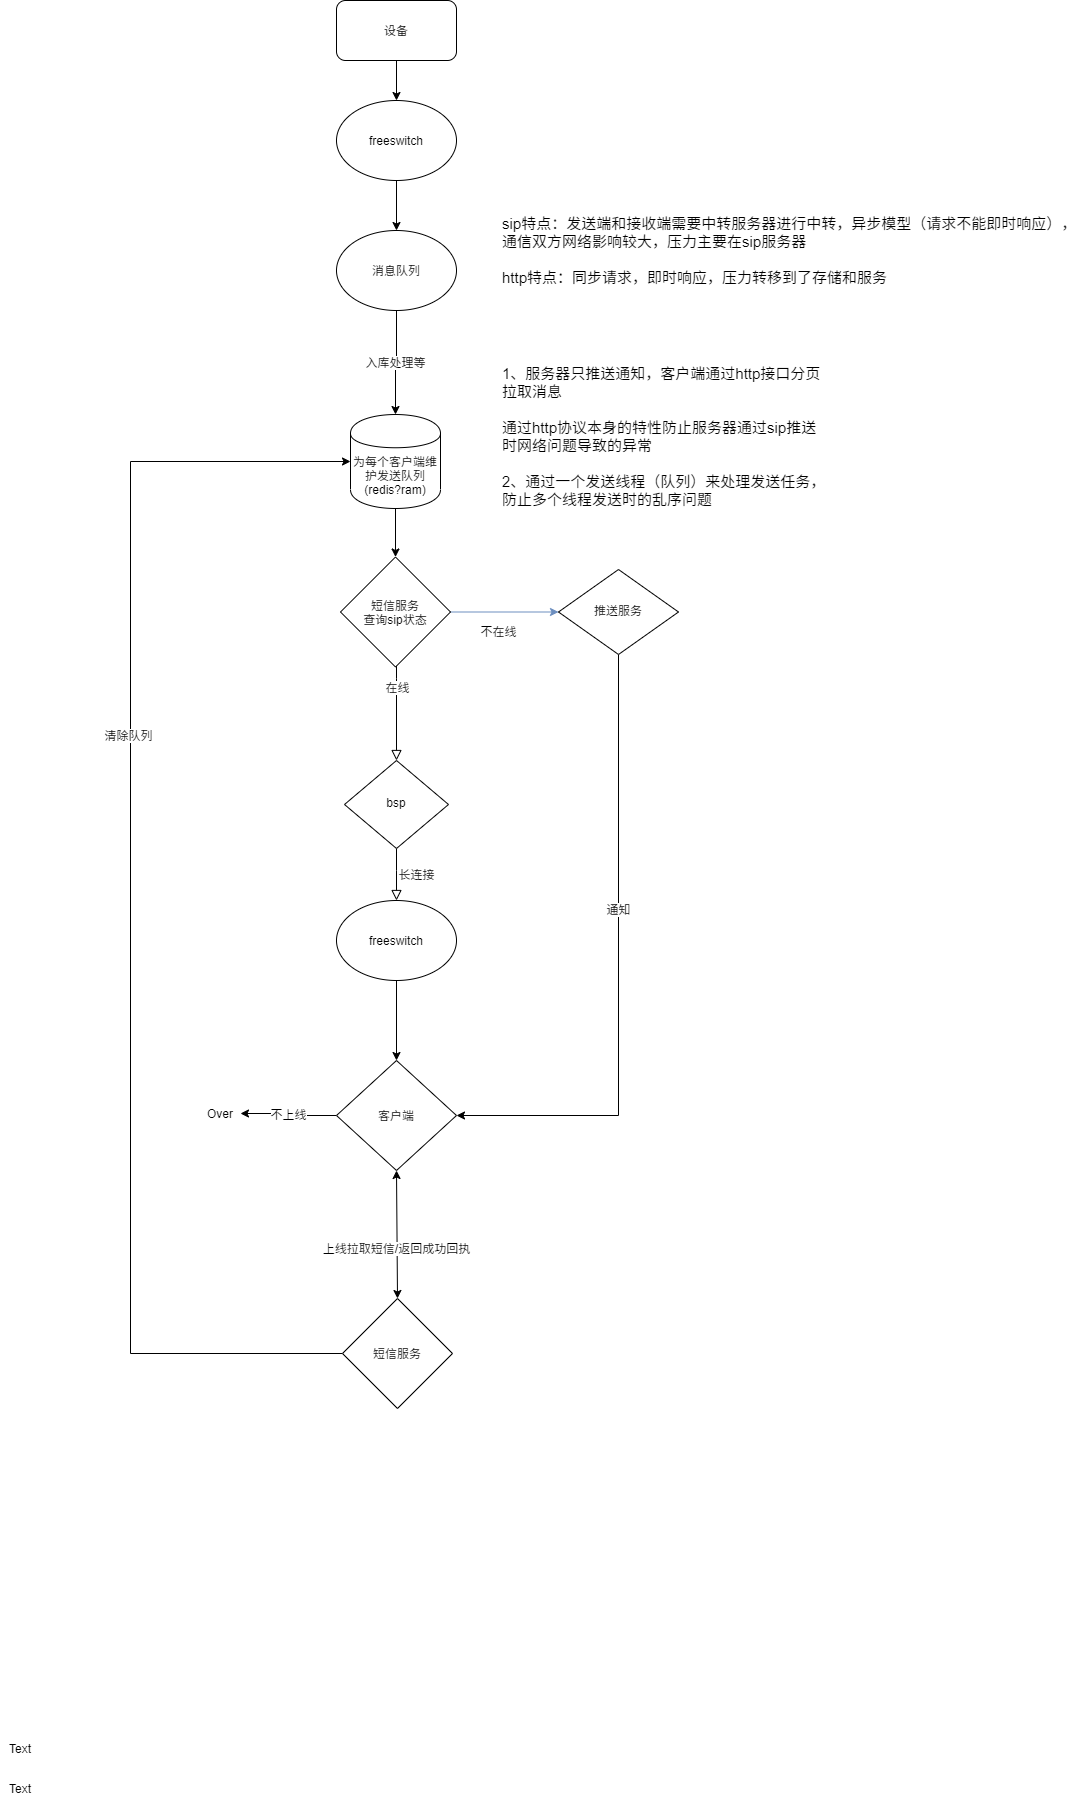 设备
freeswitch
sip特点：发送端和接收端需要中转服务器进行中转，异步模型（请求不能即时响应），
通信双方网络影响较大，压力主要在sip服务器
消息队列
http特点：同步请求，即时响应，压力转移到了存储和服务
入库处理等
1、服务器只推送通知，客户端通过http接口分页
拉取消息
通过http协议本身的特性防止服务器通过sip推送
时网络问题导致的异常
为每个客户端维
护发送队列
(redis?ram)
2、通过一个发送线程（队列）来处理发送任务，
防止多个线程发送时的乱序问题
短信服务
查询sip状态
不在线
推送服务
在线
清除队列
bsp
长连接
通知
freeswitch
Over
不上线
客户端
上线拉取短信/返回成功回执
短信服务
Text
Text